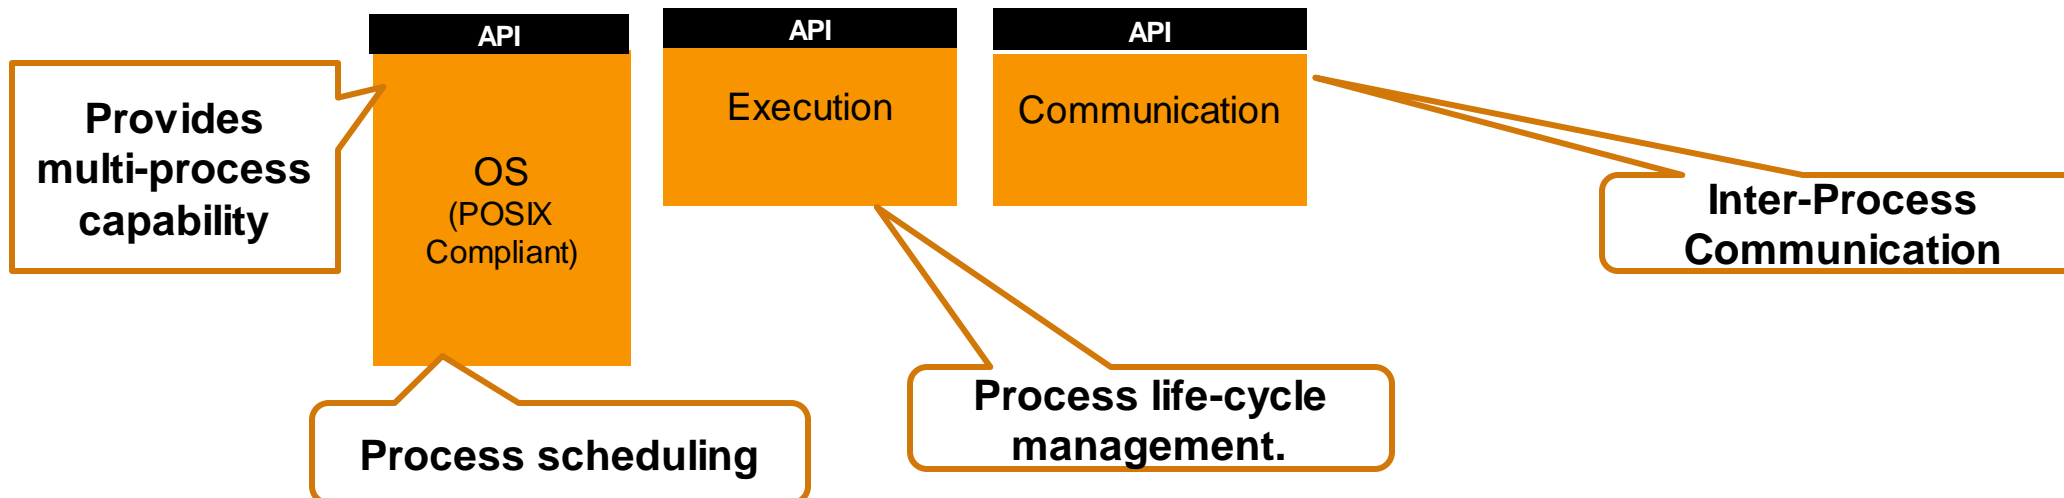 API
API
API
Provides
multi-process
capability
OS
(POSIX
Compliant)
Execution
Communication
Inter-Process
Communication
Process life-cycle
management.
Process scheduling